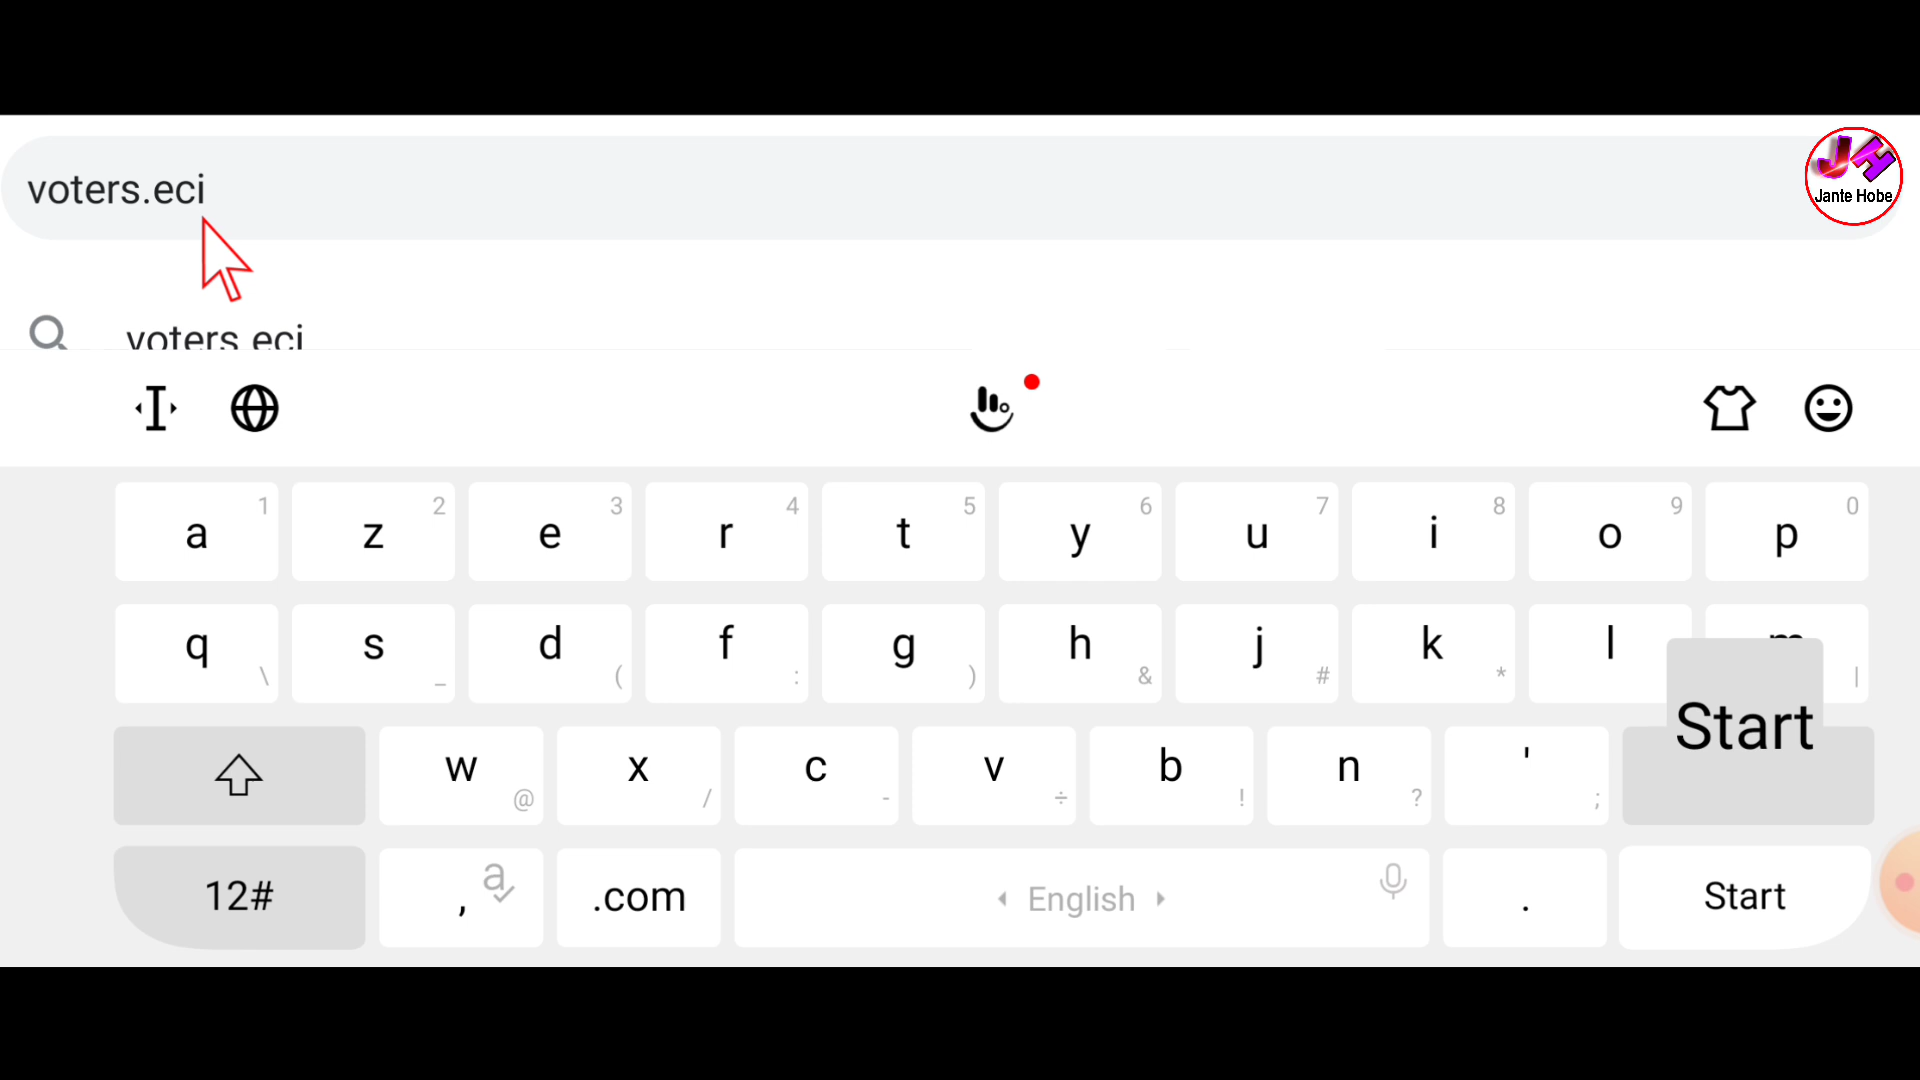 voters.eci
JH
Jante Hobe
voters eci
a 1 z 2 e 3 r 4 t 5 y 6 u 7 i 8 o 9 p 0
q \ s _ d ( f : g ) h & j # k * l |
Start
w @ x / c - v ÷ b ! n ? ' ;
12# , a .com English . Start